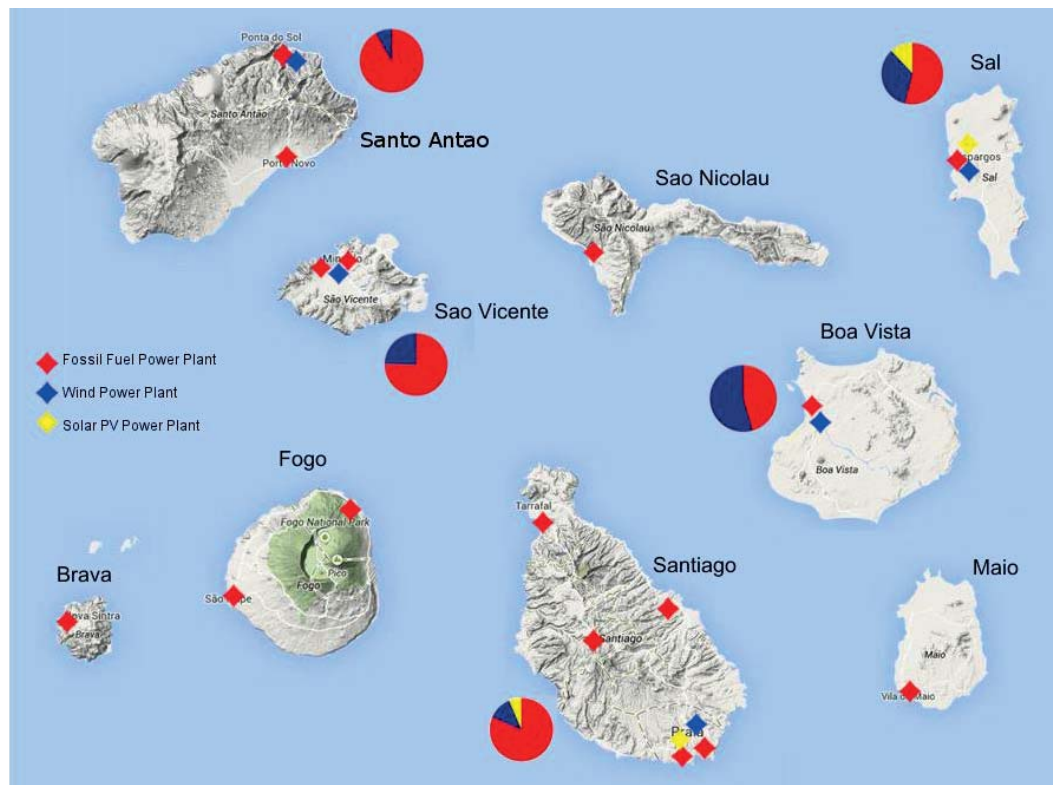 Ponta do Sol
Santo Antao
Porto Novo
Santo Antao
Sal
Sal
Sao Nicolau
São Nicolau
São Vicente
Sao Vicente
Boa Vista
Boa Vista
Fossil Fuel Power Plant
Wind Power Plant
Solar PV Power Plant
Fogo
Fogo National Park
Pico
Fogo
Brava
Nova Sintra
Brava
Tarrafal
Santiago
Santiago
Praia
Maio
Maio
Vila do Maio